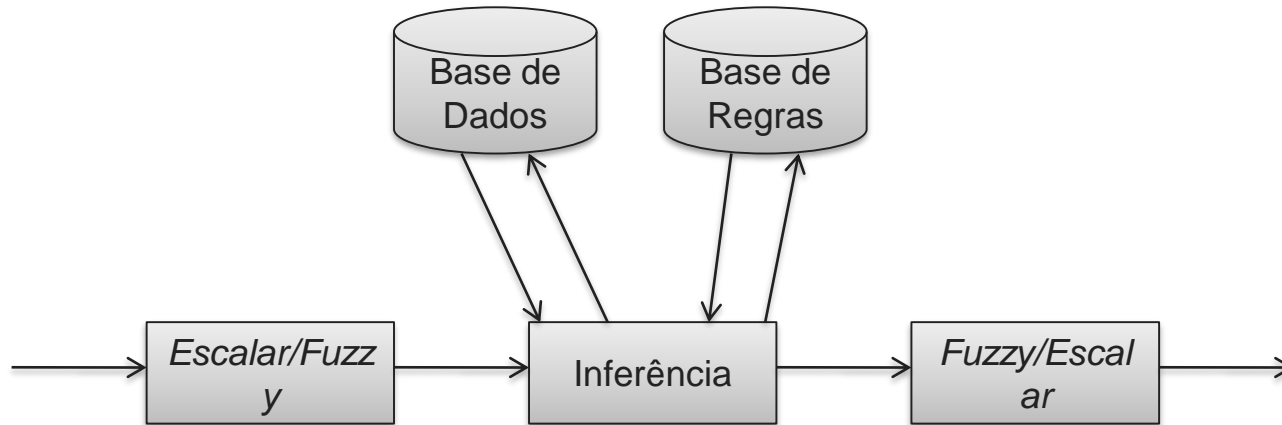 Base de
Dados
Base de
Regras
Escalar/Fuzz
y
Inferência
Fuzzy/Escal
ar